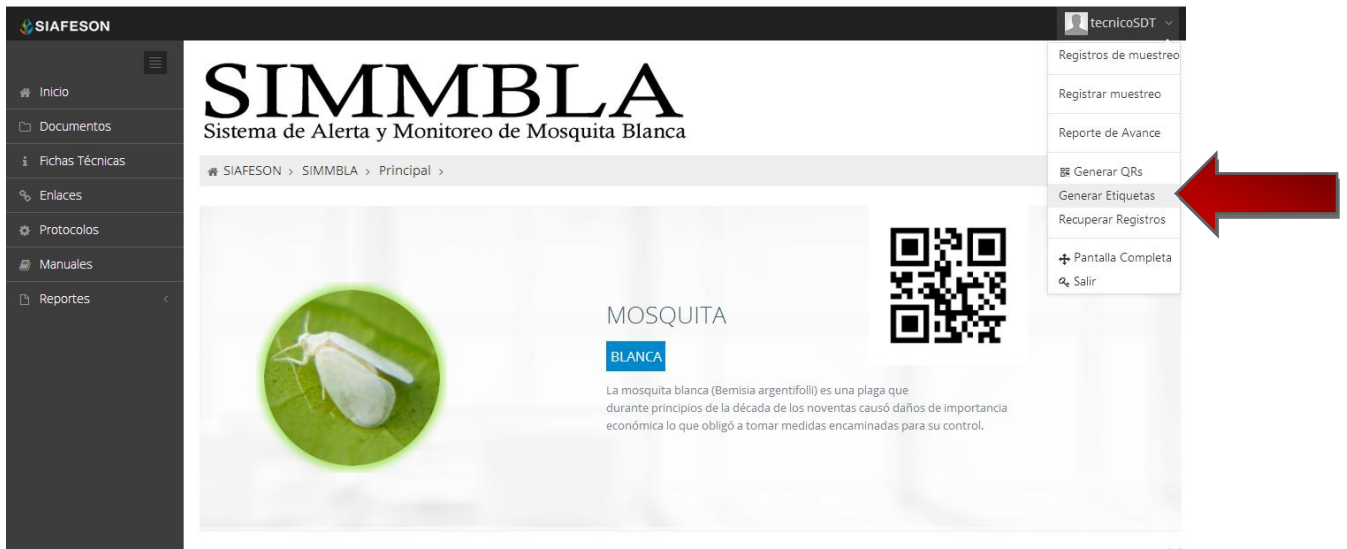 SIAFESON
tecnicoSDT
Inicio
Documentos
Fichas Técnicas
Enlaces
Protocolos
Manuales
Reportes
SIMMBLA
Sistema de Alerta y Monitoreo de Mosquita Blanca
SIAFESON > SIMMBLA > Principal >
Registros de muestreo
Registrar muestreo
Reporte de Avance
Generar QRs
Generar Etiquetas
Recuperar Registros
Pantalla Completa
Salir
MOSQUITA
BLANCA
La mosquita blanca (Bemisia argentifolli) es una plaga que
durante principios de la década de los noventas causó daños de importancia
económica lo que obligó a tomar medidas encaminadas para su control.